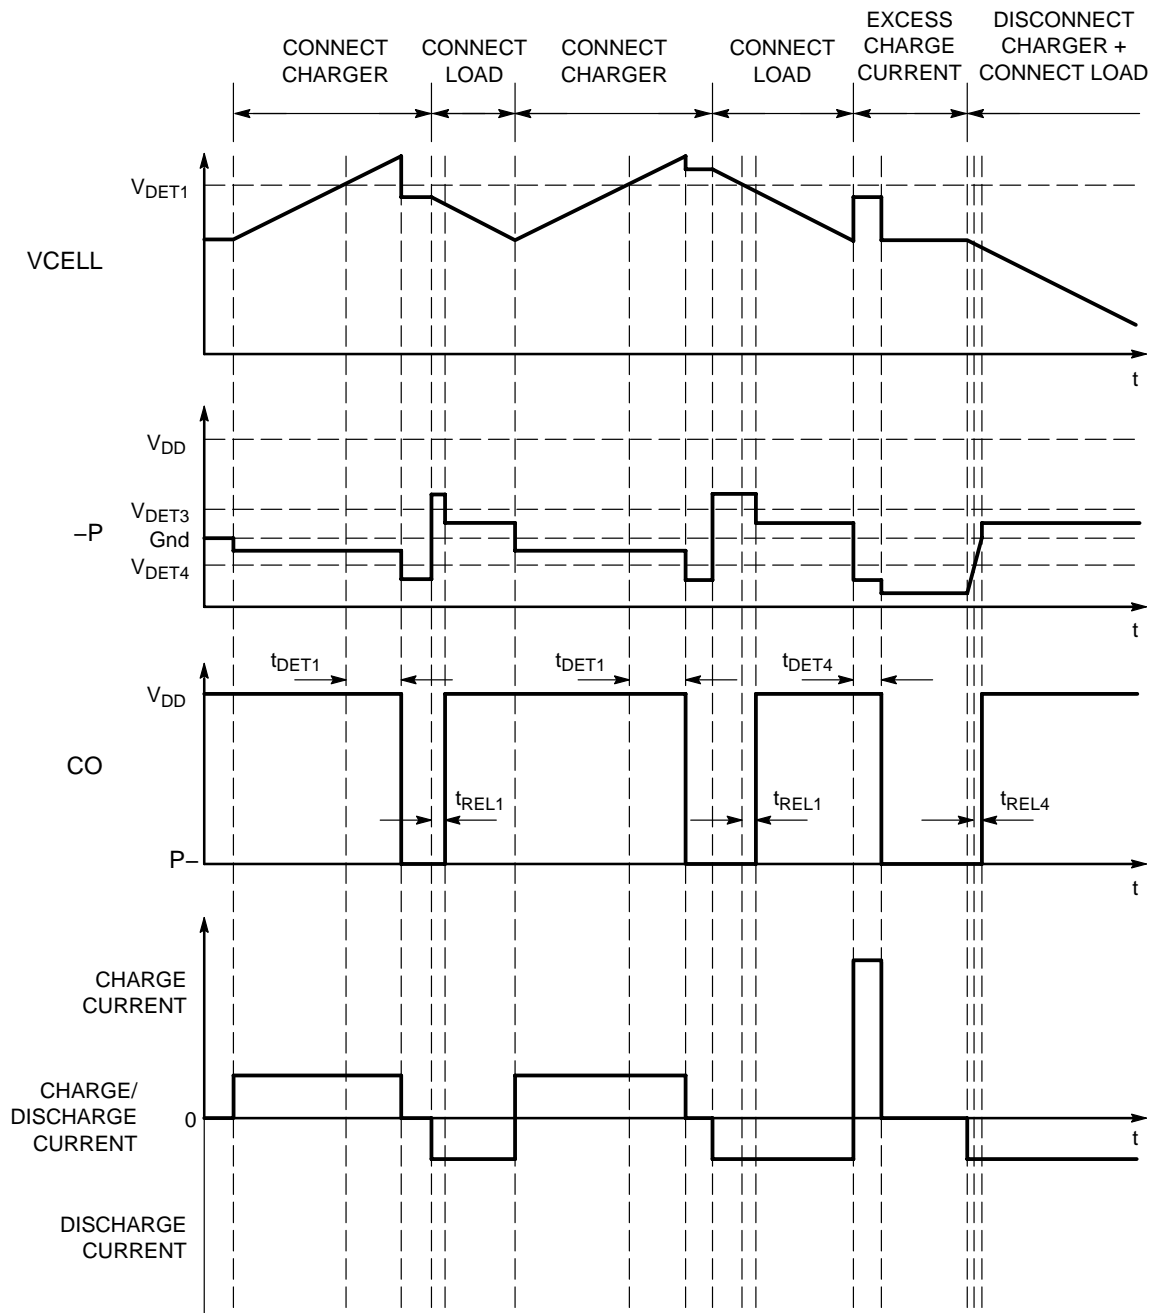 CONNECT
CHARGER
CONNECT
LOAD
CONNECT
CHARGER
CONNECT
LOAD
EXCESS
CHARGE
CURRENT
DISCONNECT
CHARGER +
CONNECT LOAD
VDET1
VCELL
t
VDD
VDET3
–P
Gnd
VDET4
t
tDET1
tDET1
tDET4
VDD
CO
tREL1
tREL1
tREL4
P–
t
CHARGE
CURRENT
CHARGE/
DISCHARGE
CURRENT
0
t
DISCHARGE
CURRENT